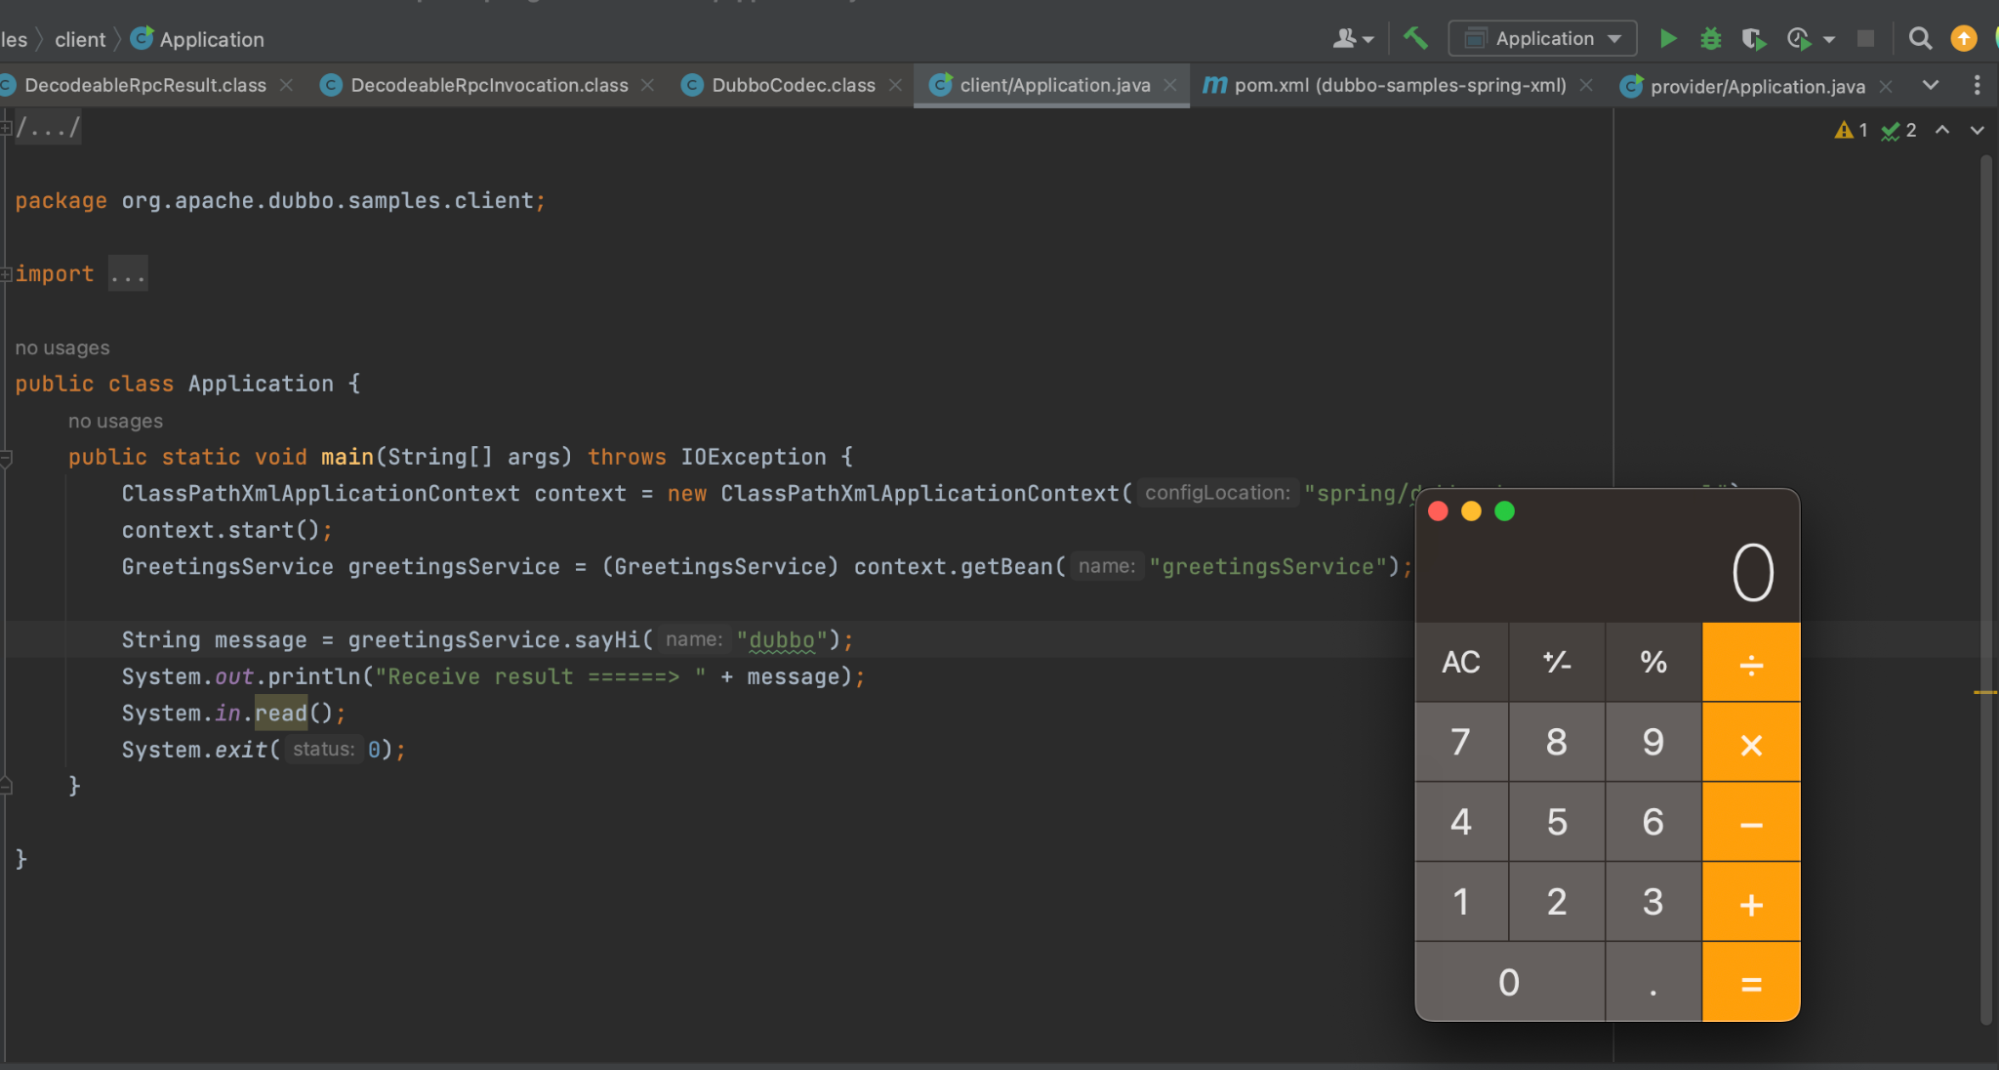 les client Application
Application
DecodeableRpcResult.class DecodeableRpcInvocation.class DubboCodec.class client/Application.java pom.xml (dubbo-samples-spring-xml) provider/Application.java
/.../
1 2
package org.apache.dubbo.samples.client;
import ...
no usages
public class Application {
no usages
public static void main(String[] args) throws IOException {
ClassPathXmlApplicationContext context = new ClassPathXmlApplicationContext( configLocation: "spring/
context.start();
GreetingsService greetingsService = (GreetingsService) context.getBean( name: "greetingsService");
String message = greetingsService.sayHi( name: "dubbo");
System.out.println("Receive result ======> " + message);
System.in.read();
System.exit( status: 0);
}
}
0
AC +/- % ÷
7 8 9 ×
4 5 6 −
1 2 3 +
0 . =